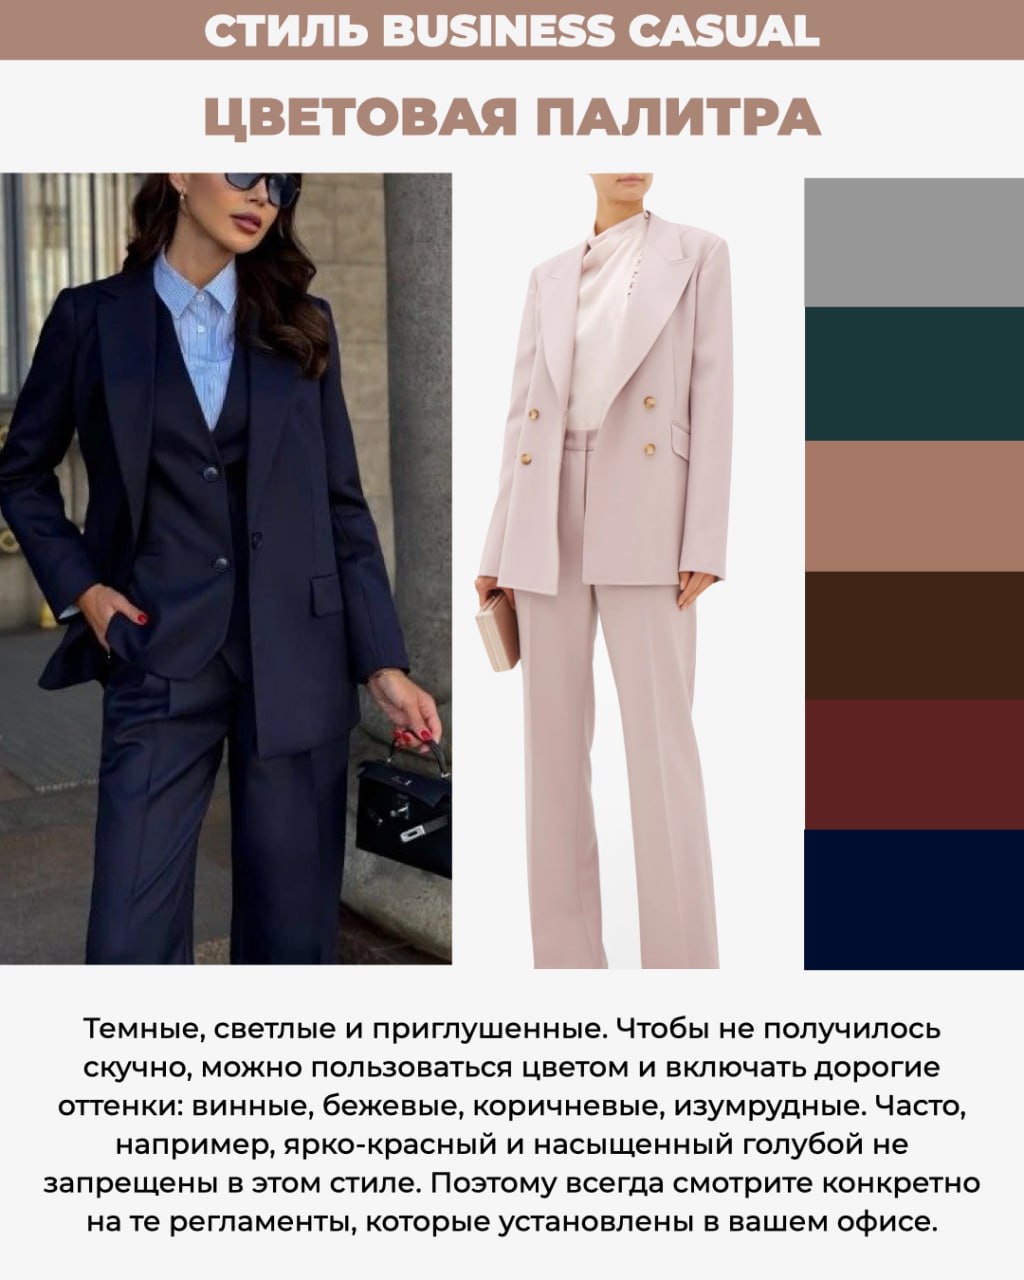 СТИЛЬ BUSINESS CASUAL
ЦВЕТОВАЯ ПАЛИТРА
Темные, светлые и приглушенные. Чтобы не получилось
скучно, можно пользоваться цветом и включать дорогие
оттенки: винные, бежевые, коричневые, изумрудные. Часто,
например, ярко-красный и насыщенный голубой не
запрещены в этом стиле. Поэтому всегда смотрите конкретно
на те регламенты, которые установлены в вашем офисе.